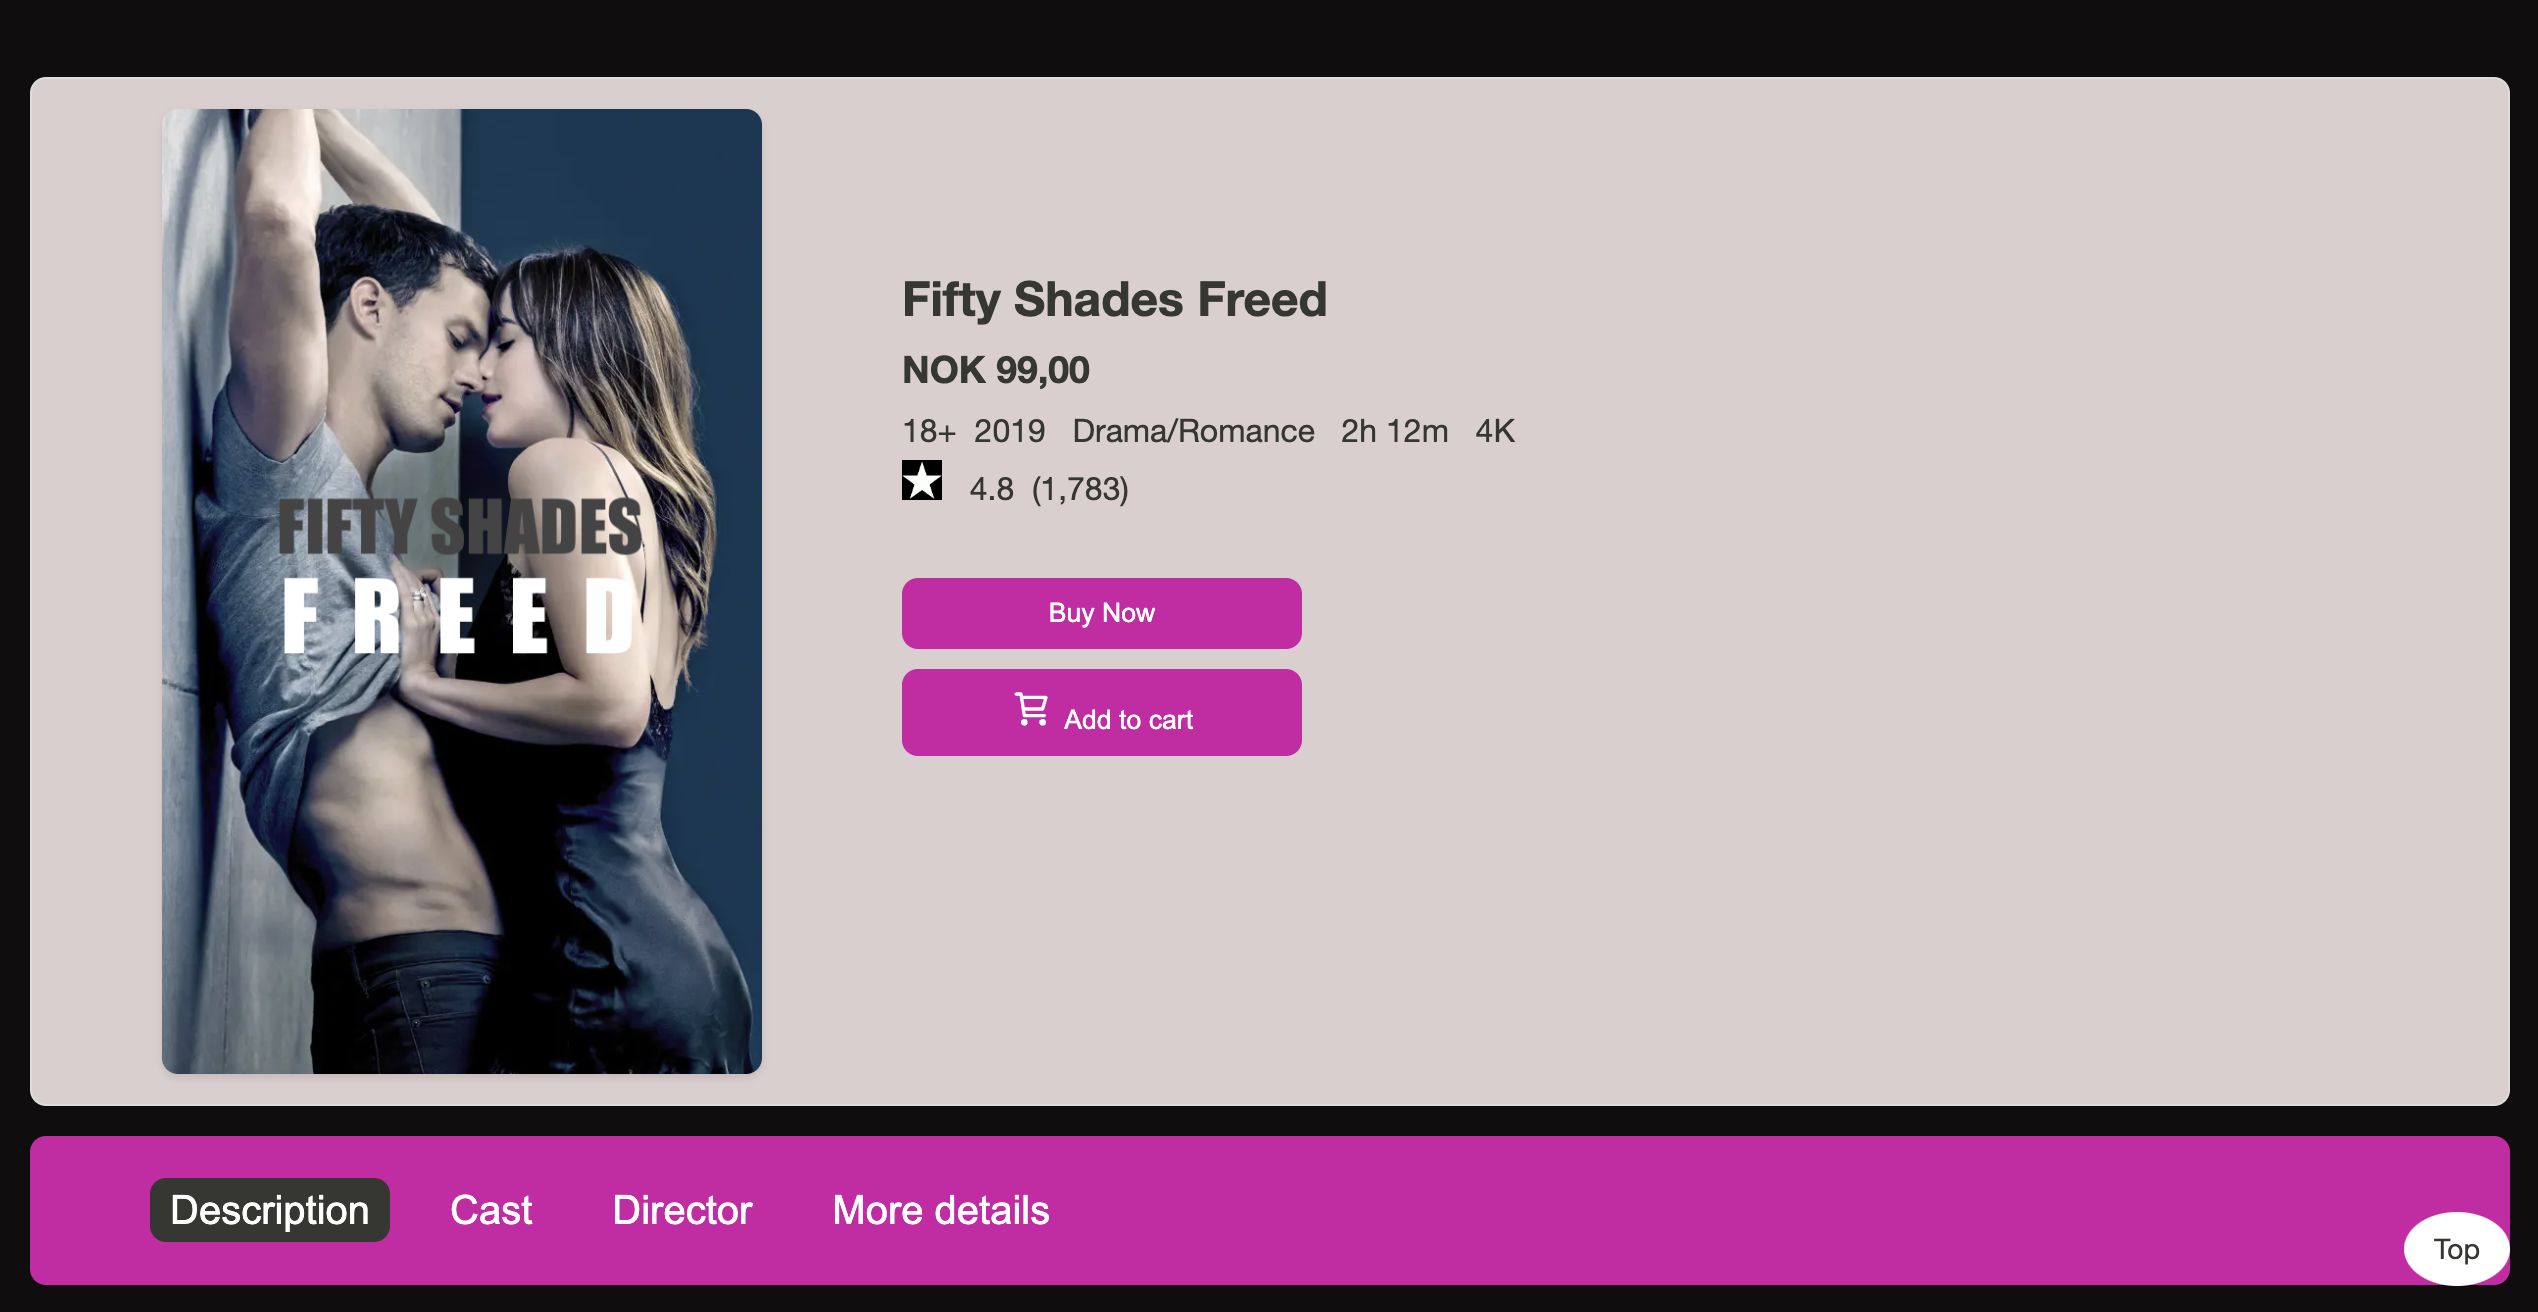 FIFTY SHADES
FREED
Fifty Shades Freed
NOK 99,00
18+ 2019 Drama/Romance 2h 12m 4K
4.8 (1,783)
Buy Now
Add to cart
Description Cast Director More details
Top